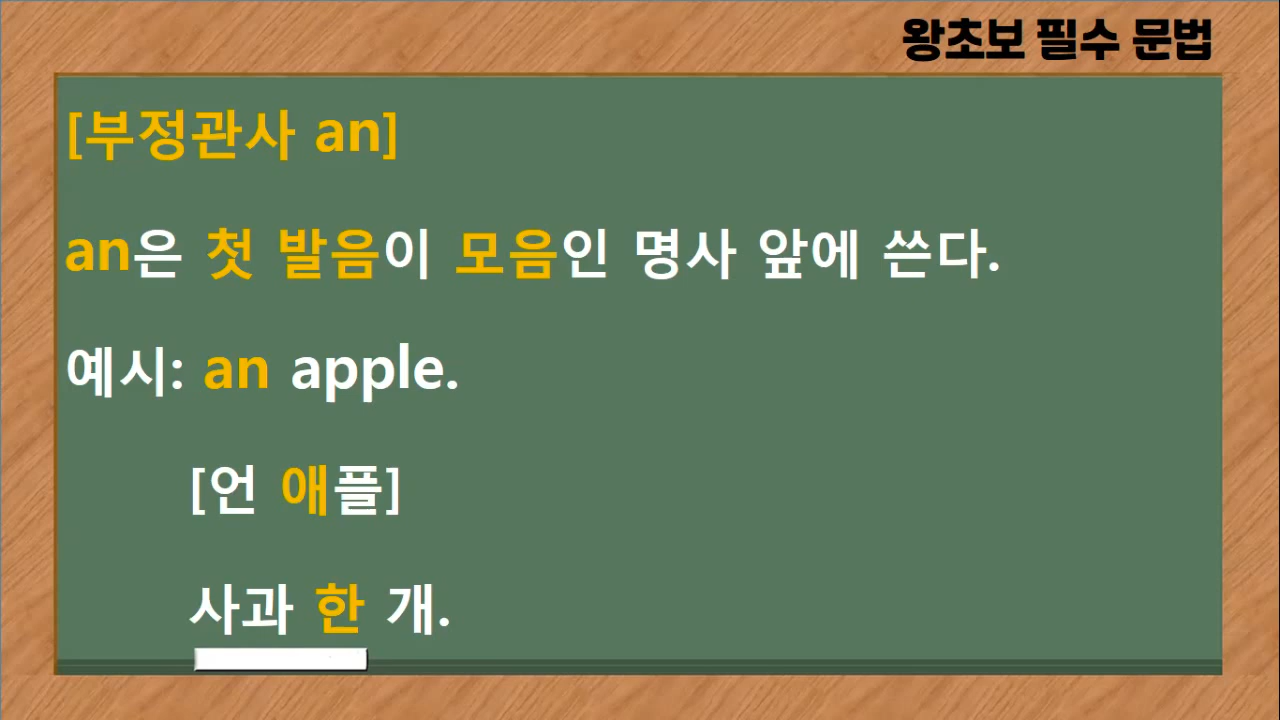 왕초보 필수 문법
[부정관사 an]
an은 첫 발음이 모음인 명사 앞에 쓴다.
예시: an apple.
[언 애플]
사과 한 개.